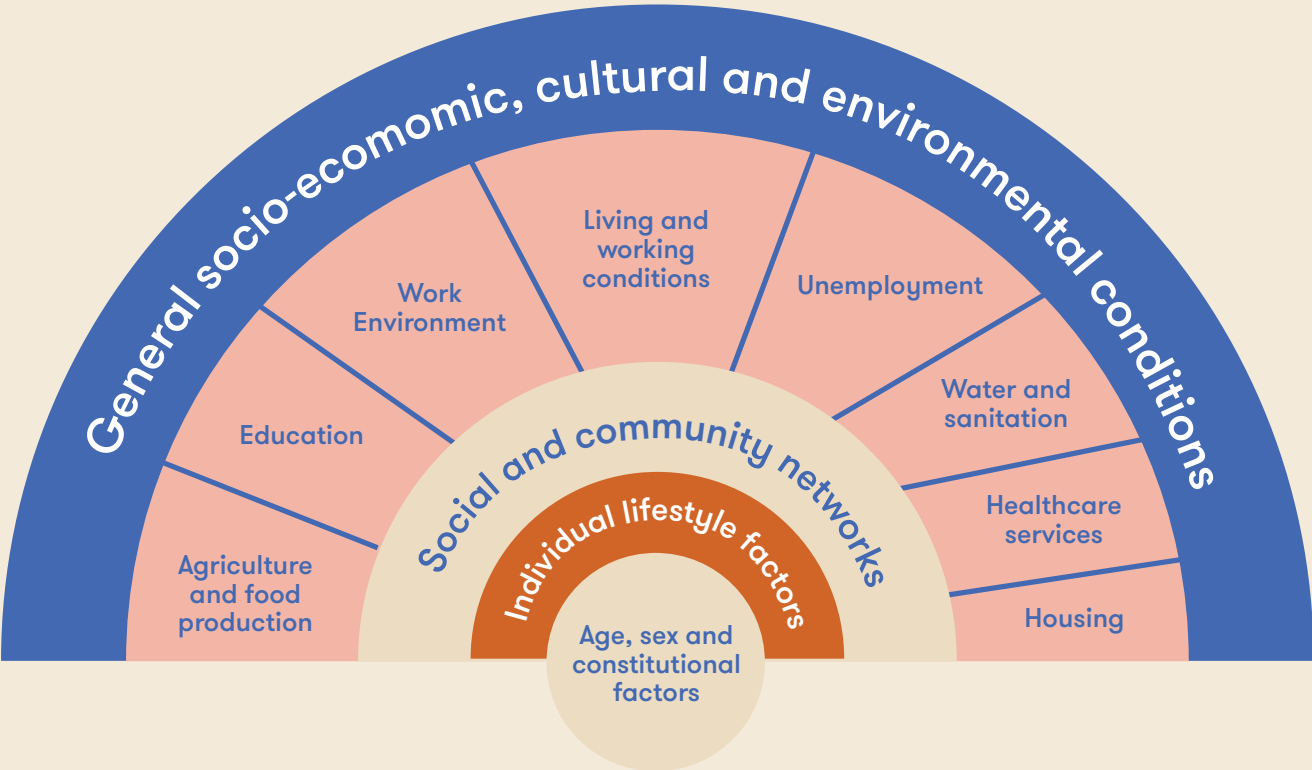 General socio-ecomomic, cultural and environmental conditions
Living and
working
conditions
Work
Environment
Unemployment
Education
Water and
sanitation
Agriculture
and food
production
Healthcare
services
Housing
Social and community networks
Individual lifestyle factors
Age, sex and
constitutional
factors